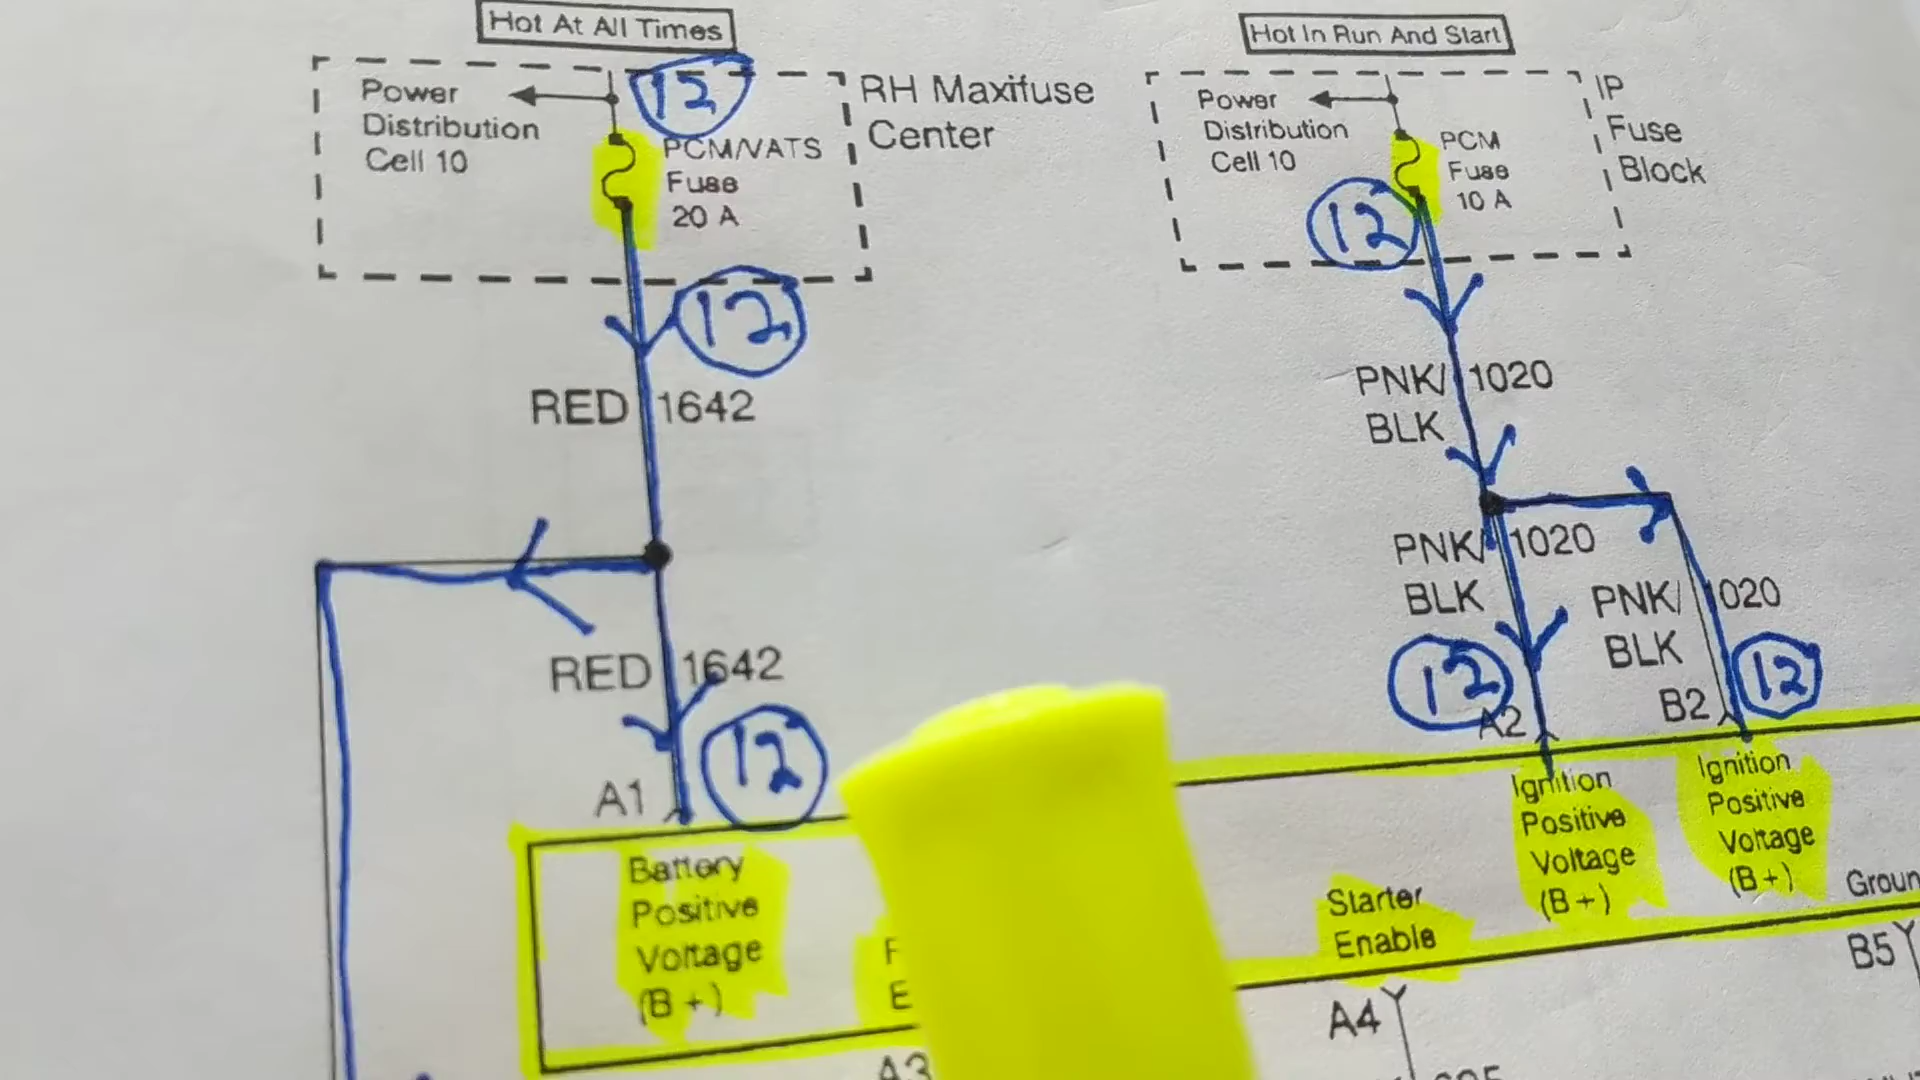 Hot At All Times
Power
Distribution
Cell 10
12
PCM/VATS
Fuse
20 A
RH Maxifuse
Center
12
RED 1642
RED 1642
A1
12
Battery
Positive
Voltage
(B+)
F
E
A3
Hot In Run And Start
Power
Distribution
Cell 10
PCM
Fuse
10 A
IP
Fuse
Block
12
PNK/ 1020
BLK
PNK/ 1020
BLK
PNK/ 1020
BLK
12
A2
B2
12
Ignition
Positive
Voltage
(B+)
Ignition
Positive
Voltage
(B+)
Starter
Enable
Groun
A4
B5